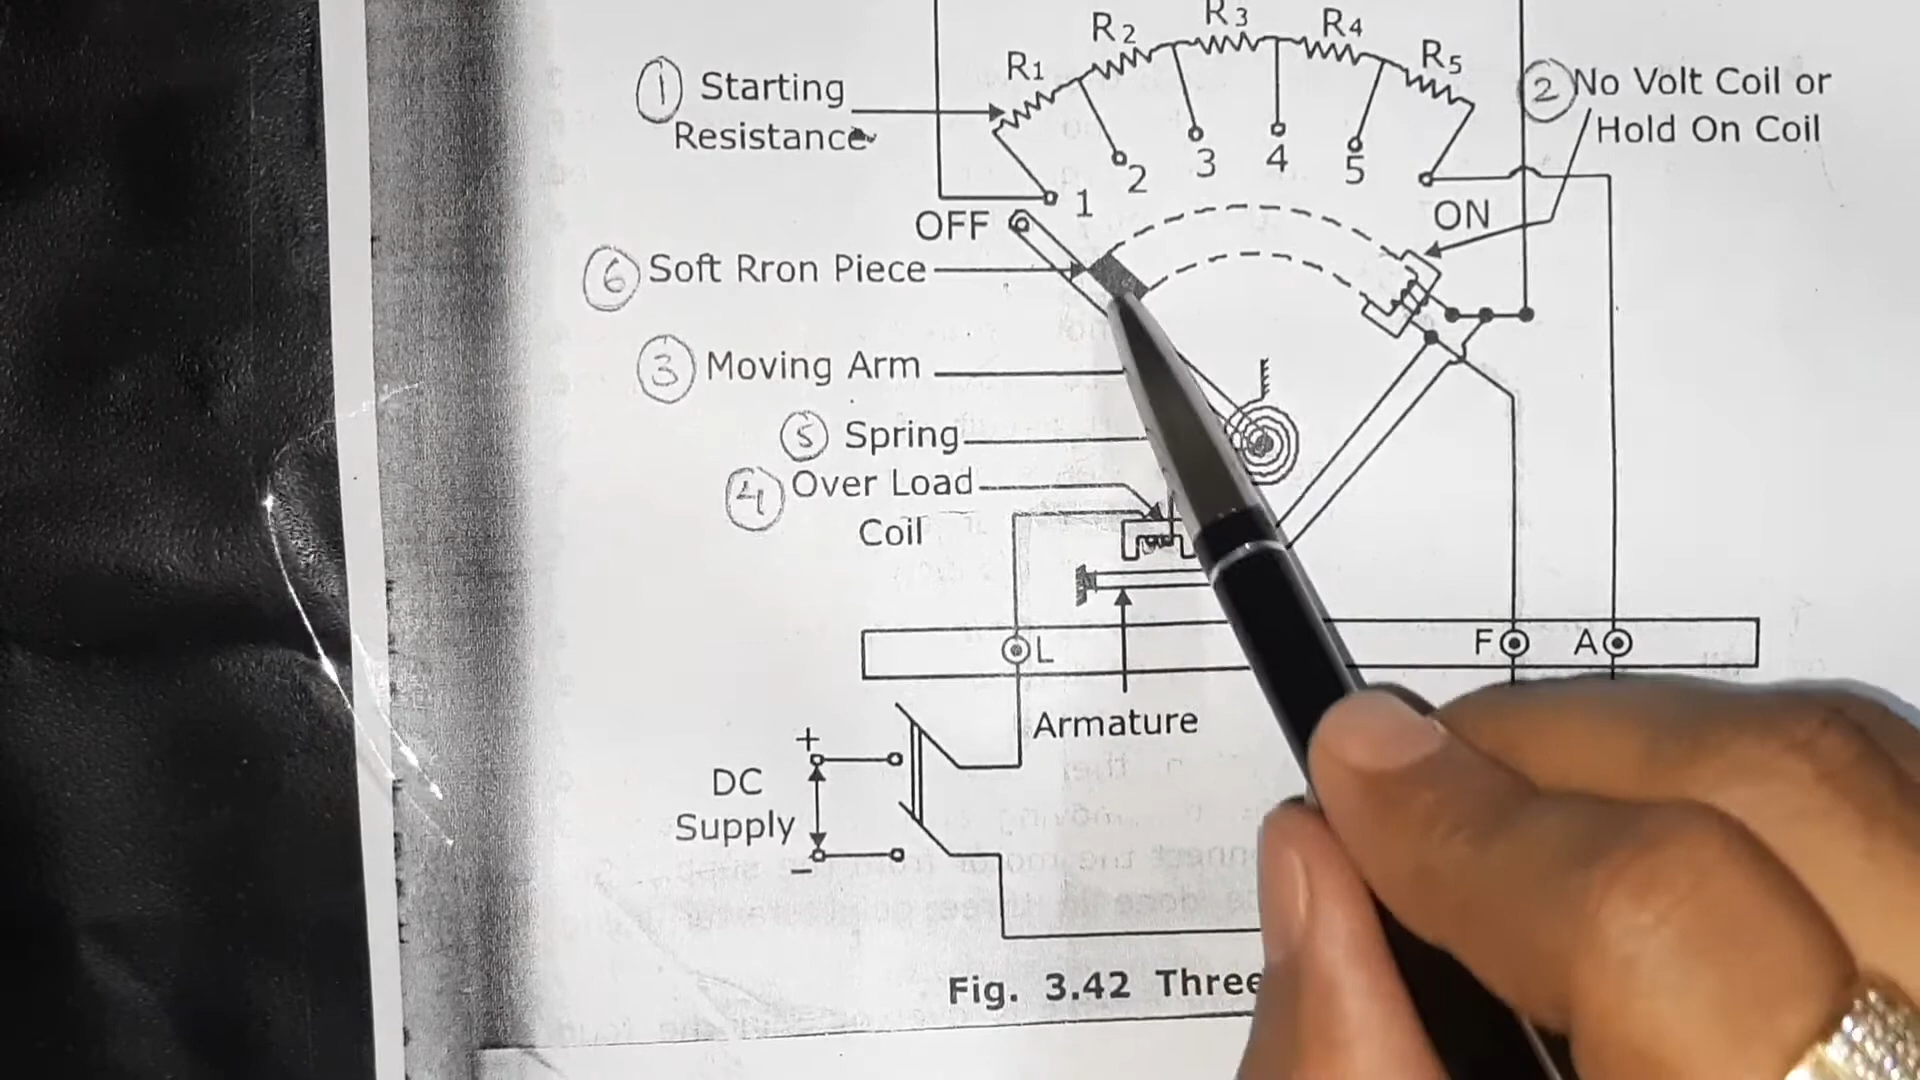 R1
R2
R3
R4
R5
1 Starting
Resistance
2 No Volt Coil or
Hold On Coil
1
2
3
4
5
ON
OFF
6 Soft Rron Piece
3 Moving Arm
5 Spring
4 Over Load
Coil
L
F
A
Armature
+
DC
Supply
−
Fig. 3.42 Three